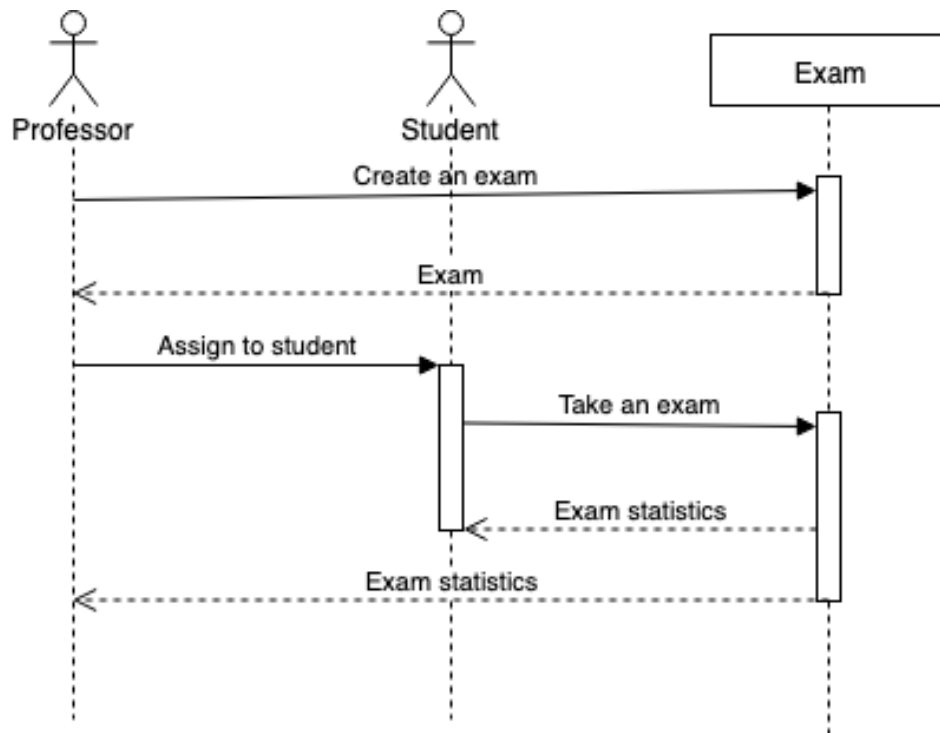 Professor
Student
Exam
Create an exam
Exam
Assign to student
Take an exam
Exam statistics
Exam statistics